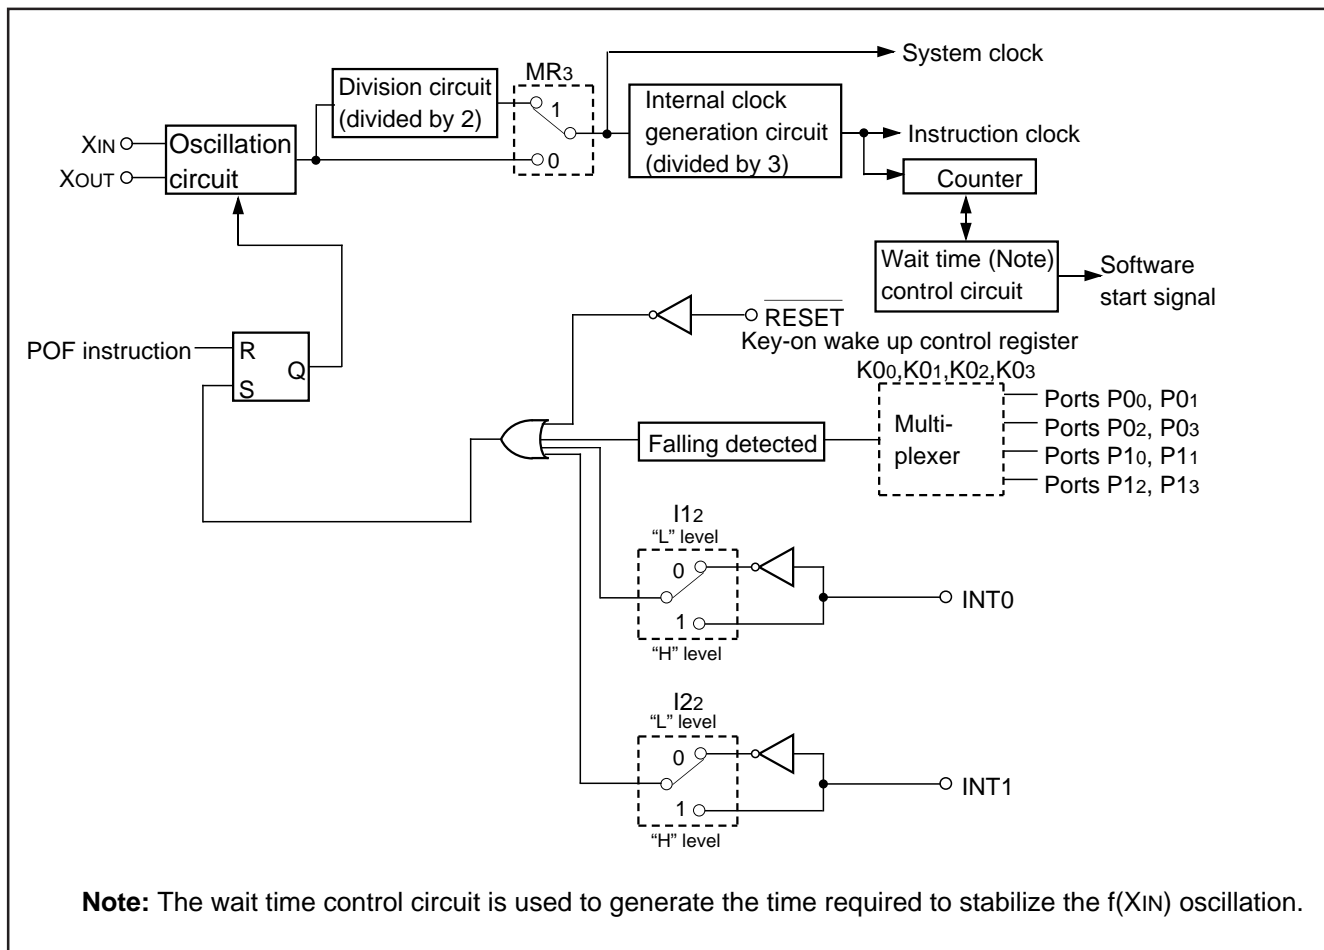 System clock
MR3
Division circuit
(divided by 2)
1
0
Internal clock
generation circuit
(divided by 3)
Instruction clock
XIN
XOUT
Oscillation
circuit
Counter
Wait time (Note)
control circuit
Software
start signal
RESET
POF instruction
R
S
Q
Key-on wake up control register
K00,K01,K02,K03
Multi-
plexer
Ports P00, P01
Ports P02, P03
Ports P10, P11
Ports P12, P13
Falling detected
I12
“L” level
0
1
“H” level
INT0
I22
“L” level
0
1
“H” level
INT1
Note: The wait time control circuit is used to generate the time required to stabilize the f(XIN) oscillation.